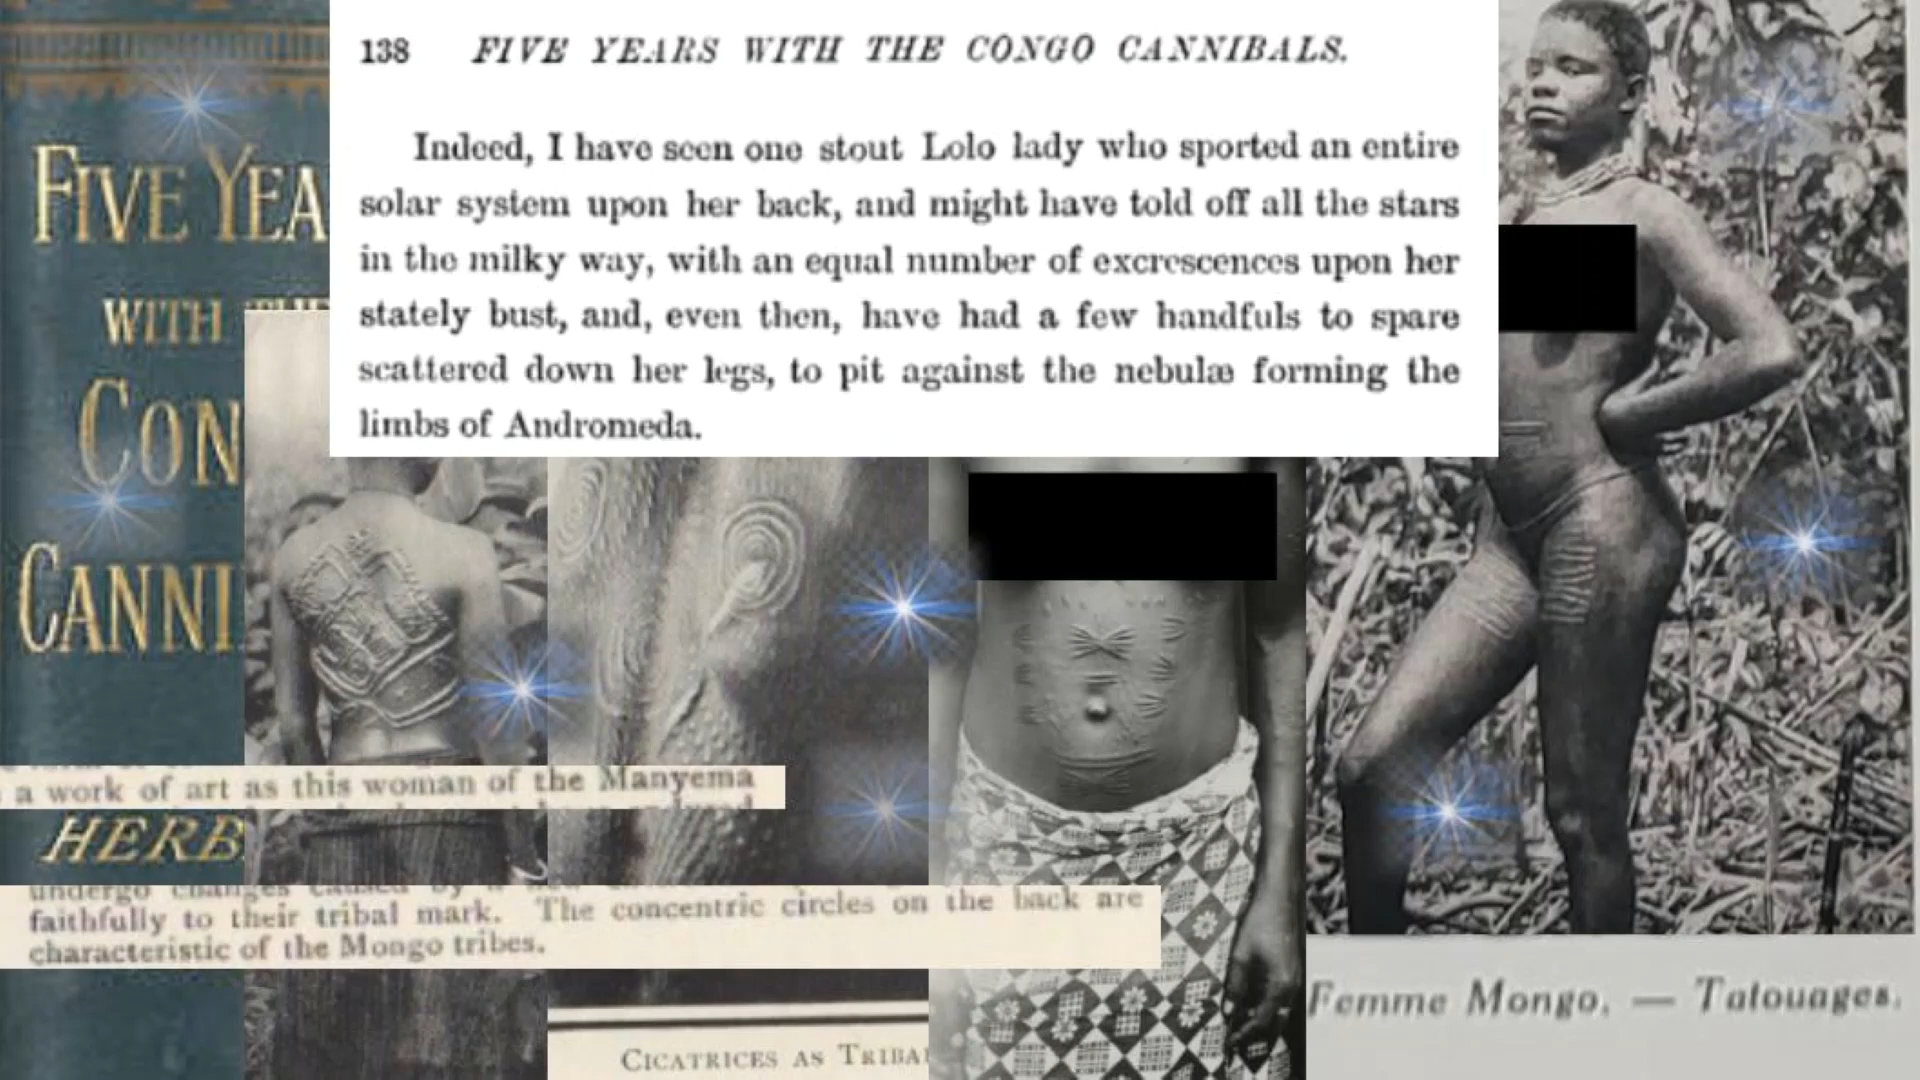 FIVE YEA
WITH THE
CON
CANNI
HERB
138 FIVE YEARS WITH THE CONGO CANNIBALS.
Indeed, I have seen one stout Lolo lady who sported an entire
solar system upon her back, and might have told off all the stars
in the milky way, with an equal number of excrescences upon her
stately bust, and, even then, have had a few handfuls to spare
scattered down her legs, to pit against the nebulæ forming the
limbs of Andromeda.
a work of art as this woman of the Manyema
undergo changes caused by a
faithfully to their tribal mark. The concentric circles on the back are
characteristic of the Mongo tribes.
CICATRICES AS TRIBA
Femme Mongo. — Tatouages.